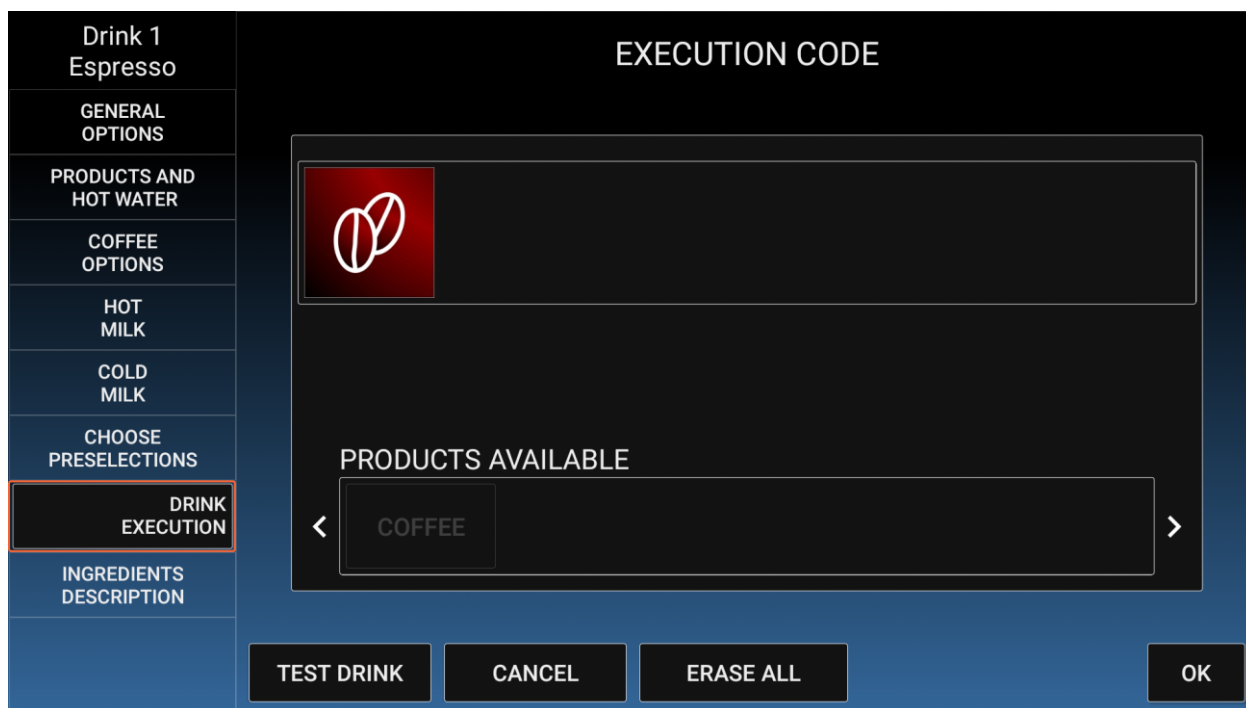 Drink 1
Espresso
EXECUTION CODE
GENERAL
OPTIONS
PRODUCTS AND
HOT WATER
COFFEE
OPTIONS
HOT
MILK
COLD
MILK
CHOOSE
PRESELECTIONS
DRINK
EXECUTION
INGREDIENTS
DESCRIPTION
PRODUCTS AVAILABLE
COFFEE
TEST DRINK
CANCEL
ERASE ALL
OK